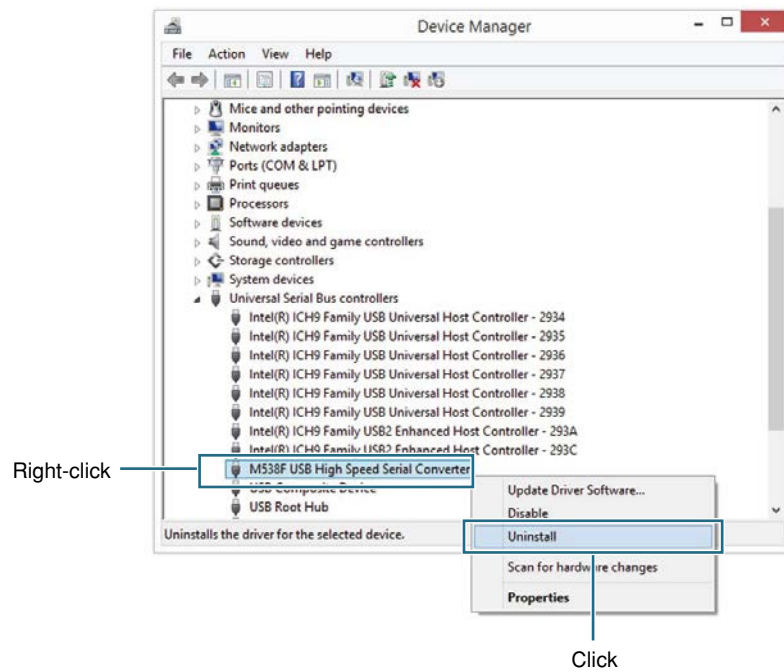 Device Manager
File Action View Help
Mice and other pointing devices
Monitors
Network adapters
Ports (COM & LPT)
Print queues
Processors
Software devices
Sound, video and game controllers
Storage controllers
System devices
Universal Serial Bus controllers
Intel(R) ICH9 Family USB Universal Host Controller - 2934
Intel(R) ICH9 Family USB Universal Host Controller - 2935
Intel(R) ICH9 Family USB Universal Host Controller - 2936
Intel(R) ICH9 Family USB Universal Host Controller - 2937
Intel(R) ICH9 Family USB Universal Host Controller - 2938
Intel(R) ICH9 Family USB Universal Host Controller - 2939
Intel(R) ICH9 Family USB2 Enhanced Host Controller - 293A
Intel(R) ICH9 Family USB2 Enhanced Host Controller - 293C
Right-click
M538F USB High Speed Serial Converter
USB Composite Device
USB Root Hub
Uninstalls the driver for the selected device.
Update Driver Software...
Disable
Uninstall
Scan for hardware changes
Properties
Click